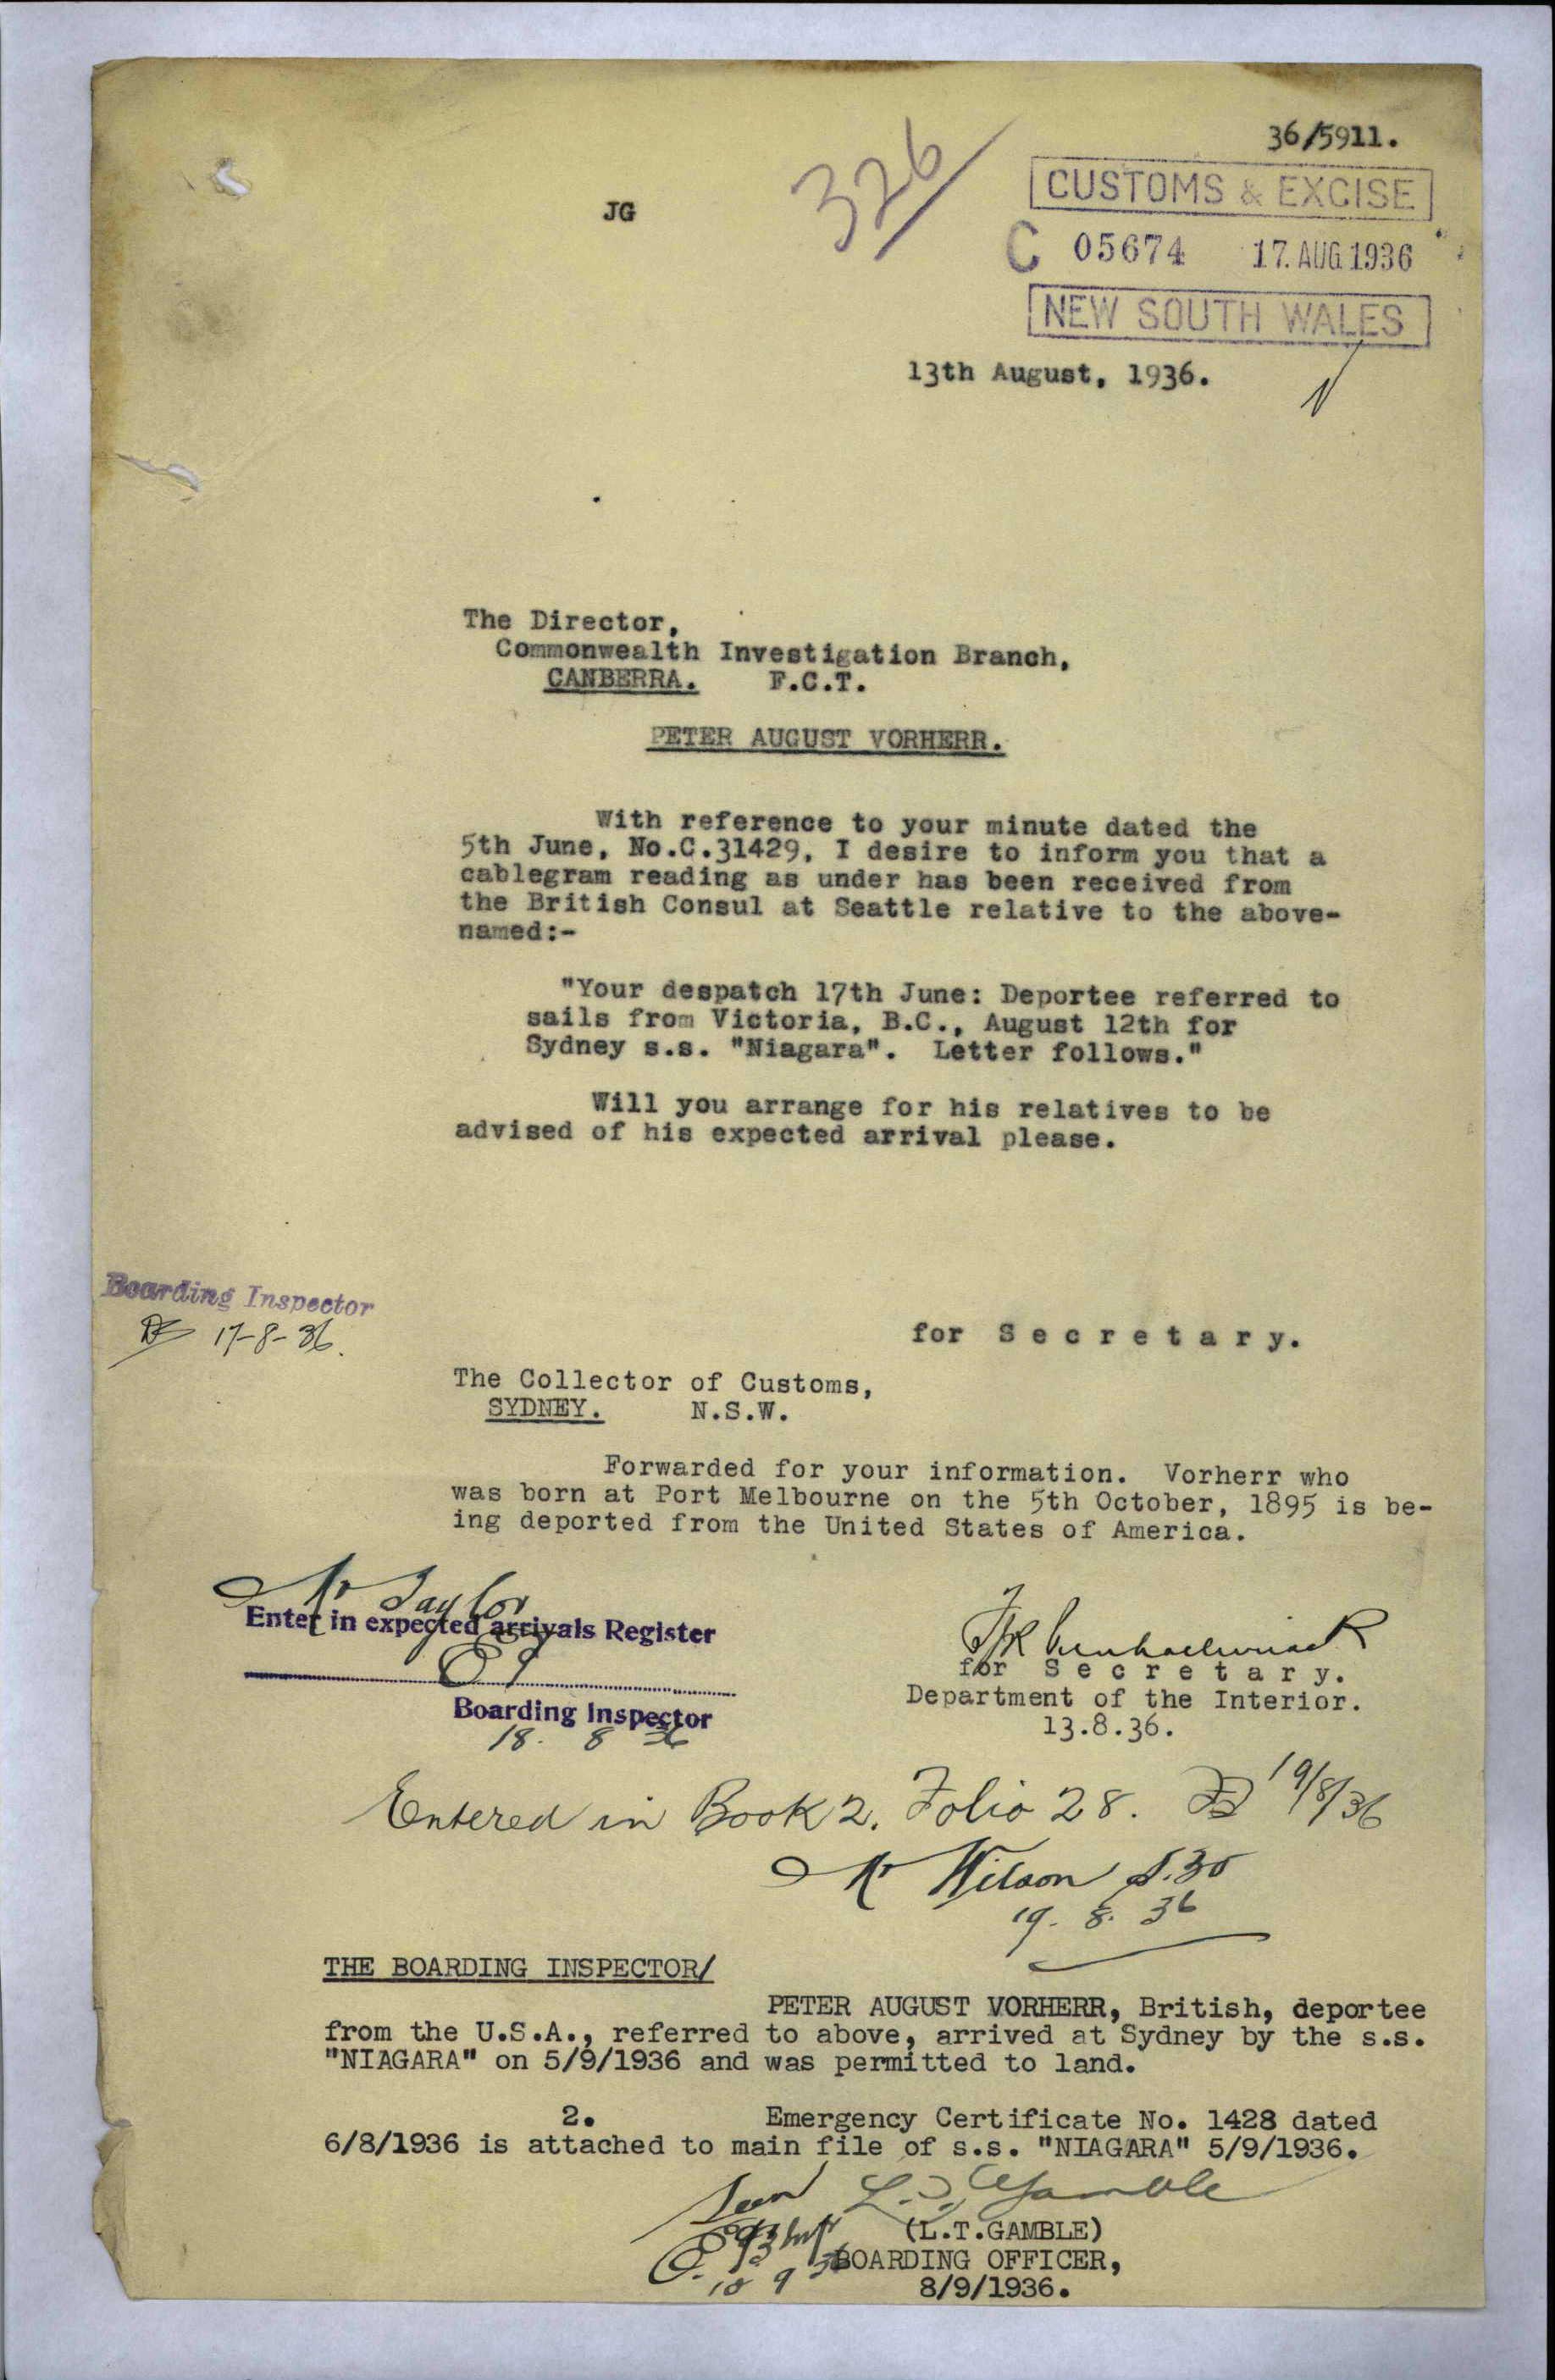 36/5911.
326
JG
CUSTOMS & EXCISE
C 05674 17. AUG 1936
NEW SOUTH WALES
13th August, 1936.
The Director,
Commonwealth Investigation Branch,
CANBERRA. F.C.T.
PETER AUGUST VORHERR.
With reference to your minute dated the
5th June, No.C.31429, I desire to inform you that a
cablegram reading as under has been received from
the British Consul at Seattle relative to the above-
named:-
"Your despatch 17th June: Deportee referred to
sails from Victoria, B.C., August 12th for
Sydney s.s. "Niagara". Letter follows."
Will you arrange for his relatives to be
advised of his expected arrival please.
Boarding Inspector
17-8-36.
for Secretary.
The Collector of Customs,
SYDNEY. N.S.W.
Forwarded for your information. Vorherr who
was born at Port Melbourne on the 5th October, 1895 is be-
ing deported from the United States of America.
Mr Taylor
Enter in expected arrivals Register
Boarding Inspector
18. 8 36
for Secretary.
Department of the Interior.
13.8.36.
Entered in Book 2. Folio 28. 19/8/36
Mr Wilson
19. 8. 36
THE BOARDING INSPECTOR/
PETER AUGUST VORHERR, British, deportee
from the U.S.A., referred to above, arrived at Sydney by the s.s.
"NIAGARA" on 5/9/1936 and was permitted to land.
2. Emergency Certificate No. 1428 dated
6/8/1936 is attached to main file of s.s. "NIAGARA" 5/9/1936.
Seen L.T. Gamble
(L.T.GAMBLE)
BOARDING OFFICER,
10 9 36
8/9/1936.